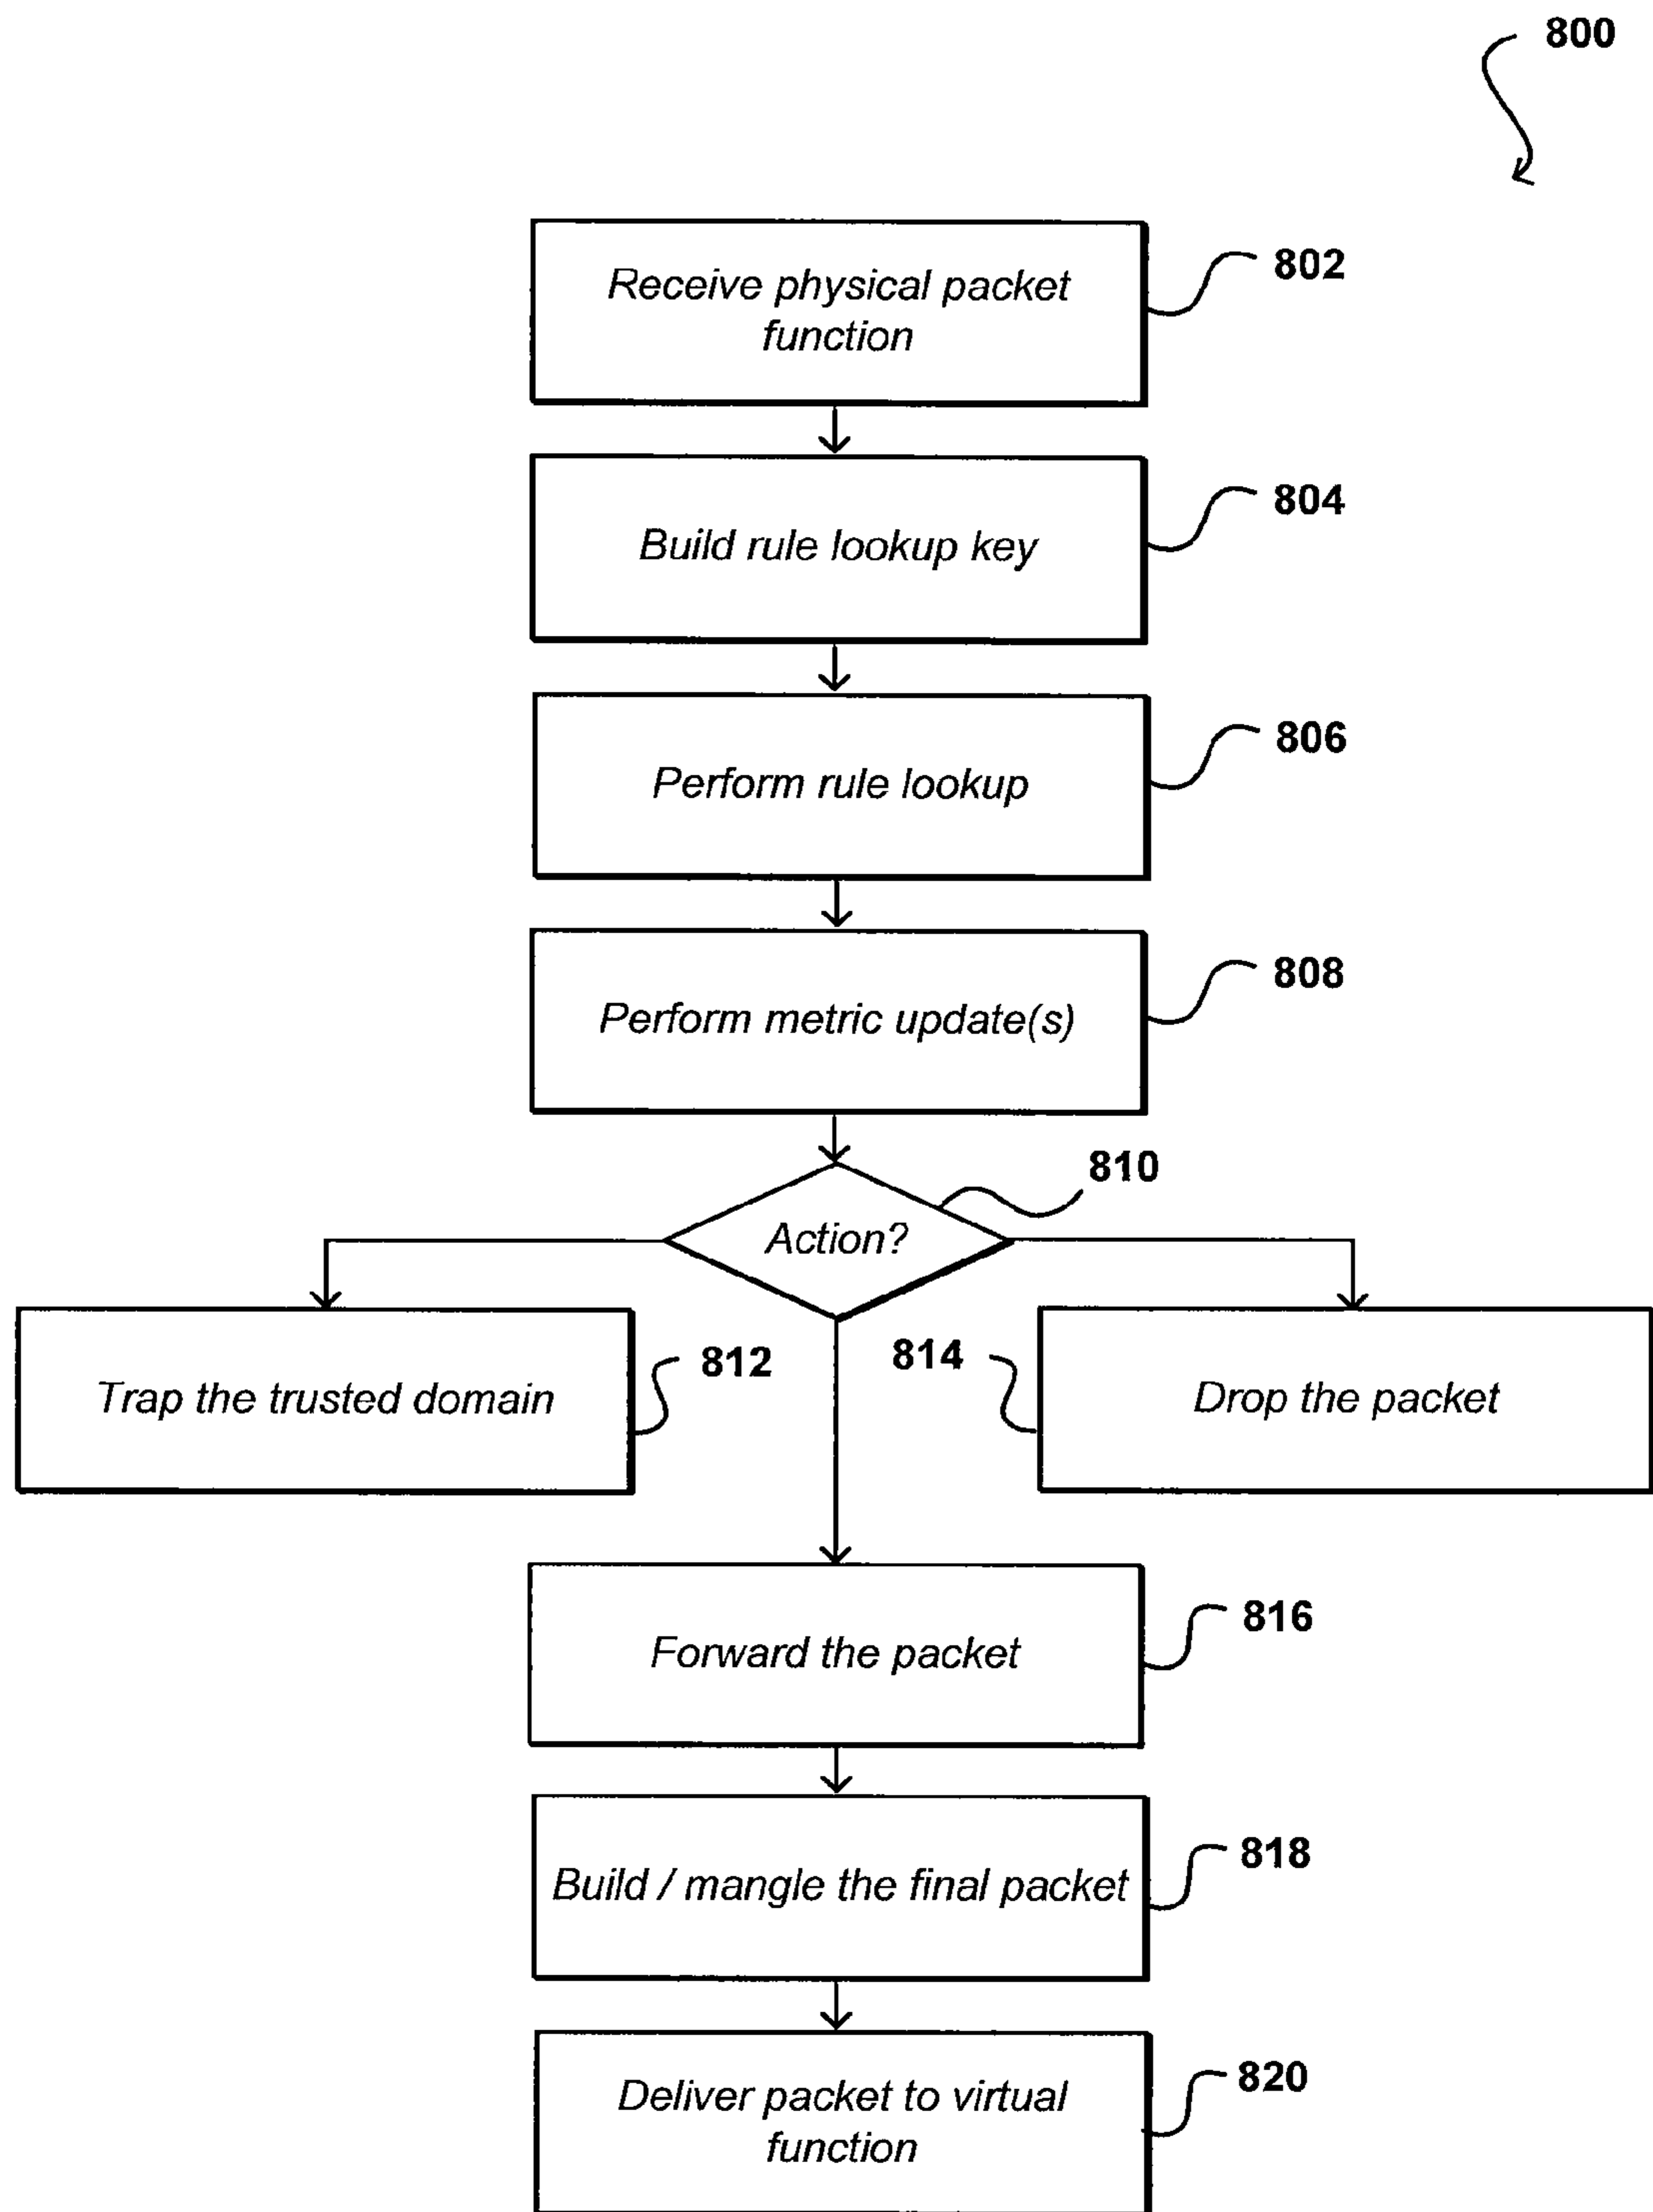 800
Receive physical packet
function
802
Build rule lookup key
804
Perform rule lookup
806
Perform metric update(s)
808
810
Action?
Trap the trusted domain
812
814
Drop the packet
Forward the packet
816
Build / mangle the final packet
818
Deliver packet to virtual
function
820